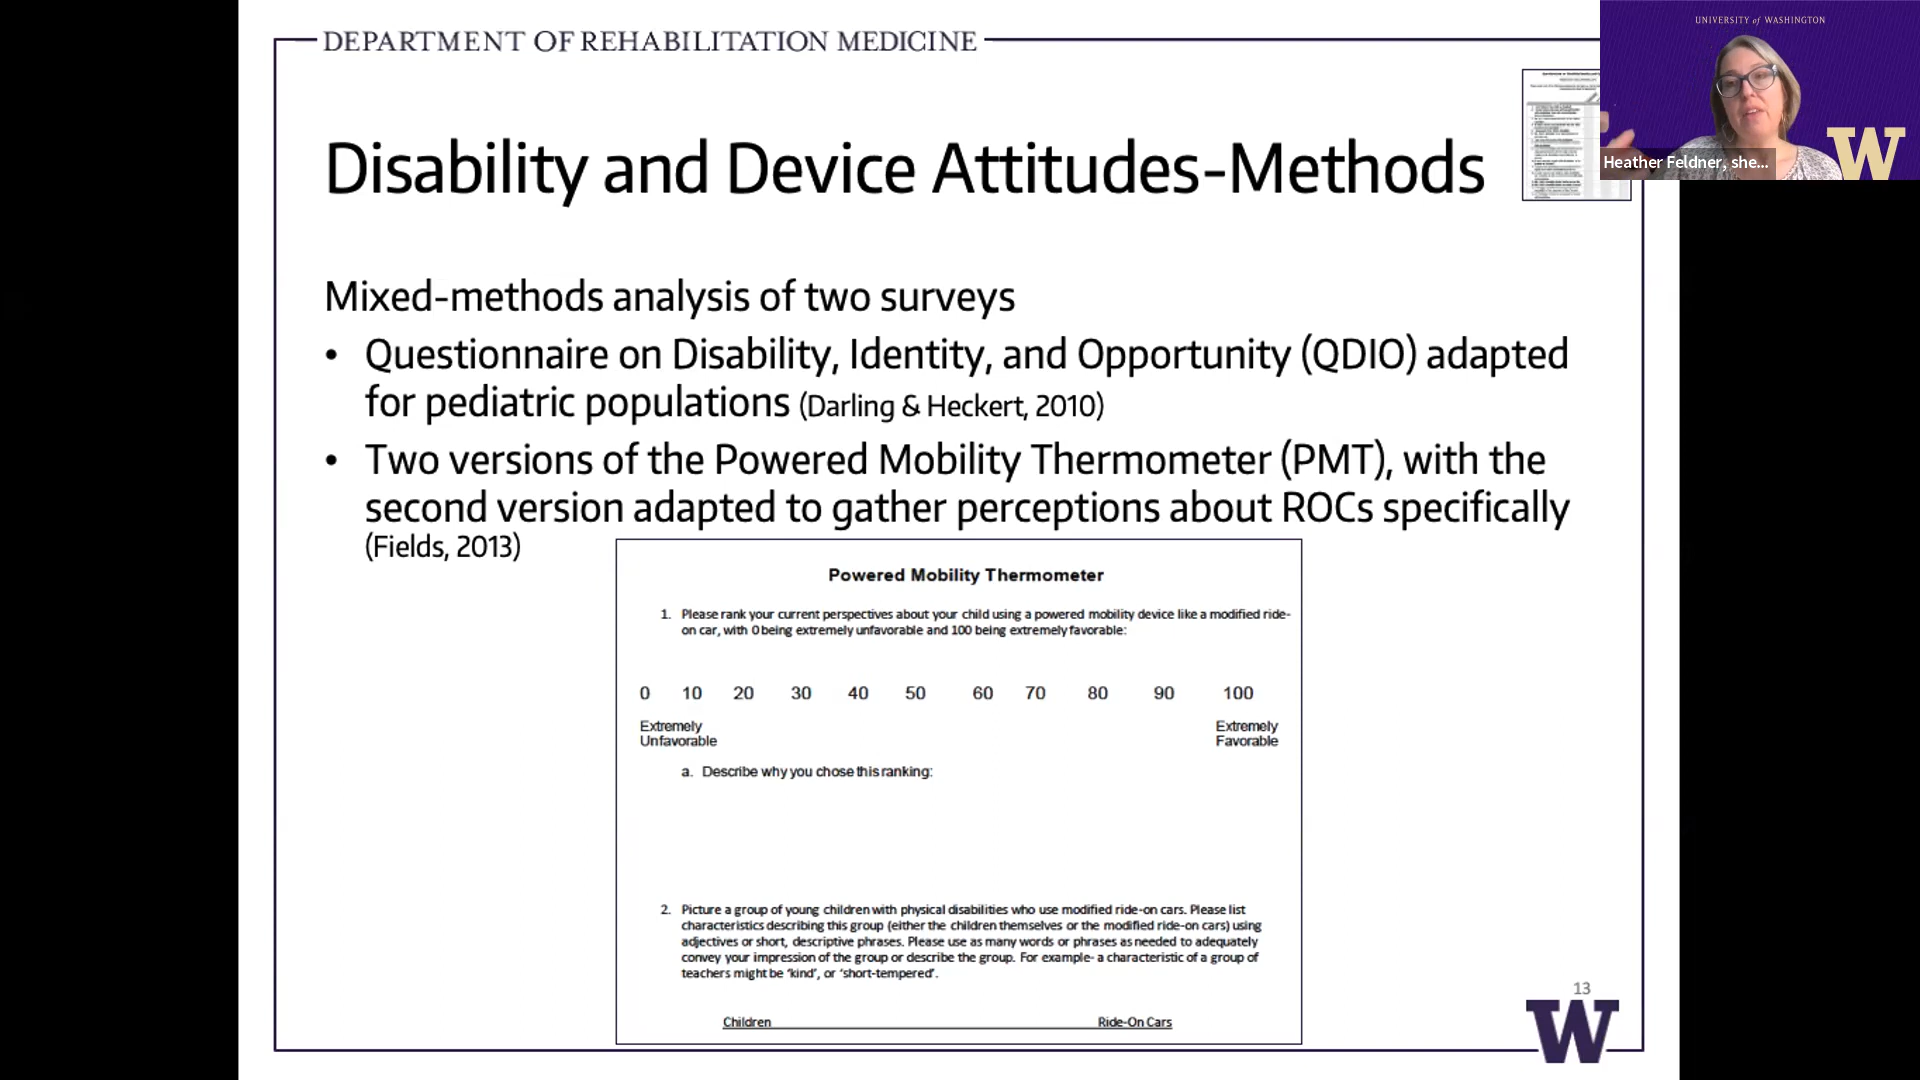 DEPARTMENT OF REHABILITATION MEDICINE
UNIVERSITY of WASHINGTON
Heather Feldner, she...
W
Disability and Device Attitudes-Methods
Mixed-methods analysis of two surveys
• Questionnaire on Disability, Identity, and Opportunity (QDIO) adapted
for pediatric populations (Darling & Heckert, 2010)
• Two versions of the Powered Mobility Thermometer (PMT), with the
second version adapted to gather perceptions about ROCs specifically
(Fields, 2013)
Powered Mobility Thermometer
1. Please rank your current perspectives about your child using a powered mobility device like a modified ride-
on car, with 0 being extremely unfavorable and 100 being extremely favorable:
0 10 20 30 40 50 60 70 80 90 100
Extremely Extremely
Unfavorable Favorable
a. Describe why you chose this ranking:
2. Picture a group of young children with physical disabilities who use modified ride-on cars. Please list
characteristics describing this group (either the children themselves or the modified ride-on cars) using
adjectives or short, descriptive phrases. Please use as many words or phrases as needed to adequately
convey your impression of the group or describe the group. For example- a characteristic of a group of
teachers might be ‘kind’, or ‘short-tempered’.
Children Ride-On Cars
13
W